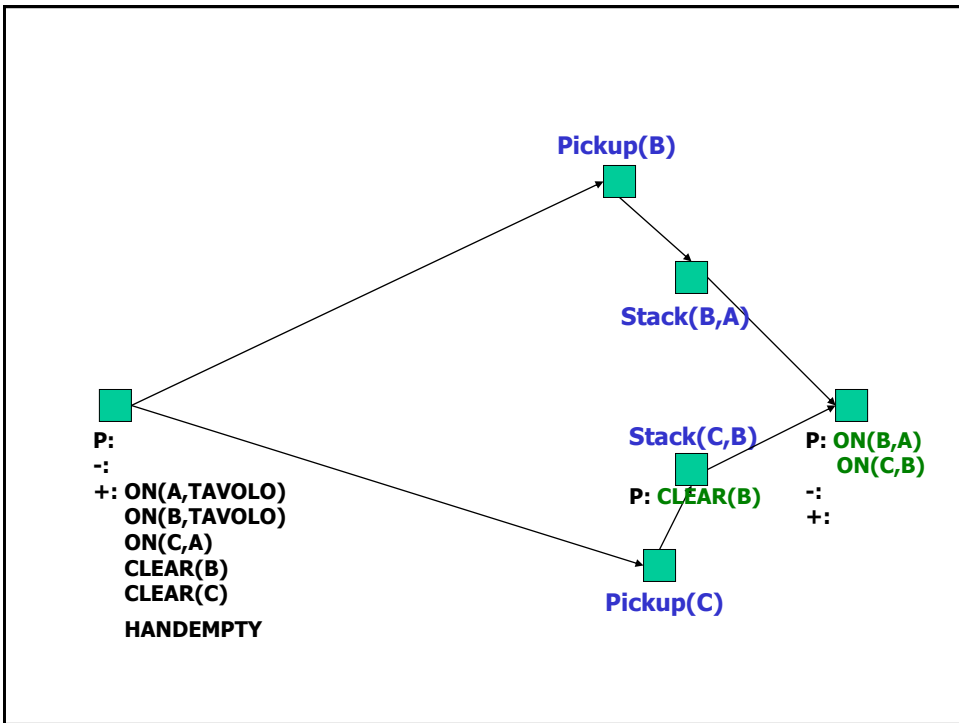 Pickup(B)
Stack(B,A)
P:
-:
+: ON(A,TAVOLO)
ON(B,TAVOLO)
ON(C,A)
CLEAR(B)
CLEAR(C)
HANDEMPTY
Stack(C,B)
P: CLEAR(B)
Pickup(C)
P: ON(B,A)
ON(C,B)
-:
+: